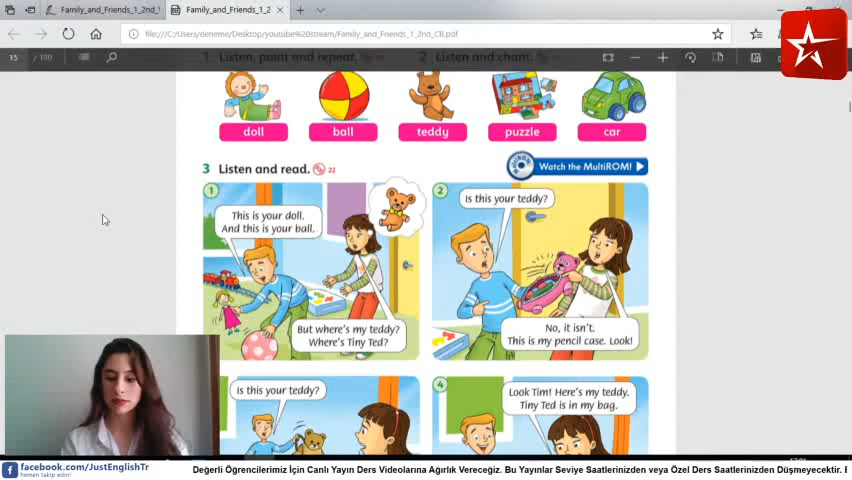 Family_and_Friends_1_2nd_
Family_and_Friends_1_2
file:///C:/Users/deneme/Desktop/youtube%20stream/Family_and_Friends_1_2nd_CB.pdf
15
1 Listen, point and repeat.
2 Listen and chant.
doll
ball
teddy
puzzle
car
3 Listen and read. 22
Watch the MultiROM!
1
This is your doll.
And this is your ball.
But where's my teddy?
Where's Tiny Ted?
2
Is this your teddy?
No, it isn't.
This is my pencil case. Look!
Is this your teddy?
4
Look Tim! Here's my teddy.
Tiny Ted is in my bag.
facebook.com/JustEnglishTr
hemen takip edin!
Değerli Öğrencilerimiz İçin Canlı Yayın Ders Videolarına Ağırlık Vereceğiz. Bu Yayınlar Seviye Saatlerinizden veya Özel Ders Saatlerinizden Düşmeyecektir.